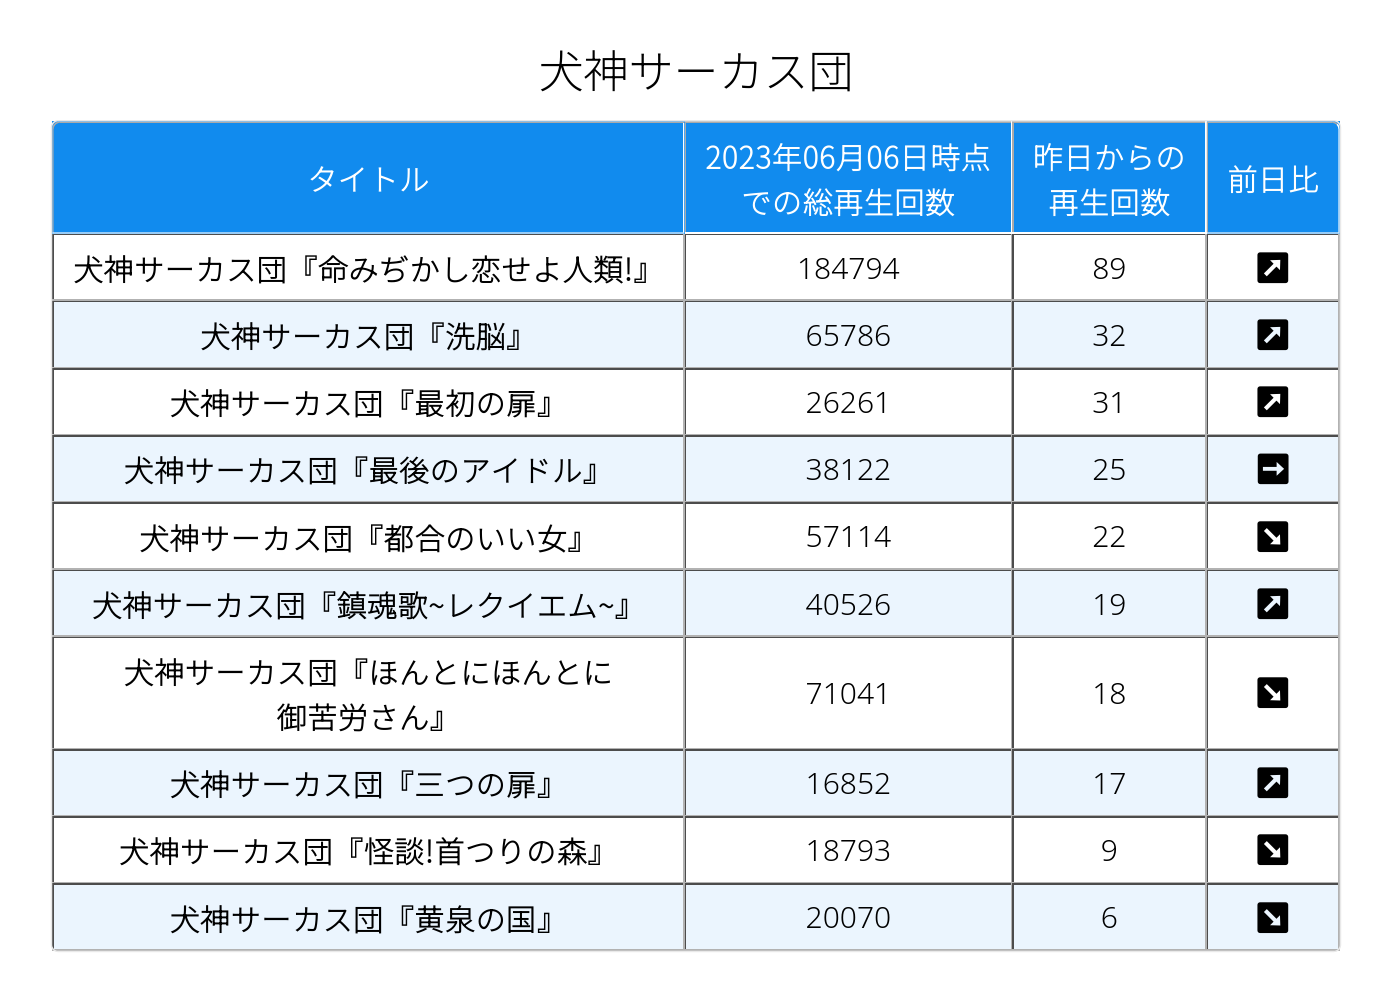 犬神サーカス団
タイトル
2023年06月06日時点
での総再生回数
昨日からの
再生回数
前日比
犬神サーカス団『命みぢかし恋せよ人類!』 184794 89 ↗
犬神サーカス団『洗脳』 65786 32 ↗
犬神サーカス団『最初の扉』 26261 31 ↗
犬神サーカス団『最後のアイドル』 38122 25 →
犬神サーカス団『都合のいい女』 57114 22 ↘
犬神サーカス団『鎮魂歌~レクイエム~』 40526 19 ↗
犬神サーカス団『ほんとにほんとに
御苦労さん』 71041 18 ↘
犬神サーカス団『三つの扉』 16852 17 ↗
犬神サーカス団『怪談!首つりの森』 18793 9 ↘
犬神サーカス団『黄泉の国』 20070 6 ↘